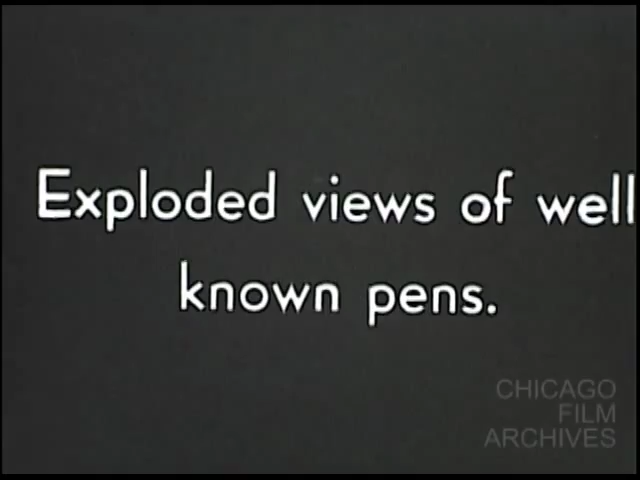 Exploded views of well
known pens.
CHICAGO
FILM
ARCHIVES